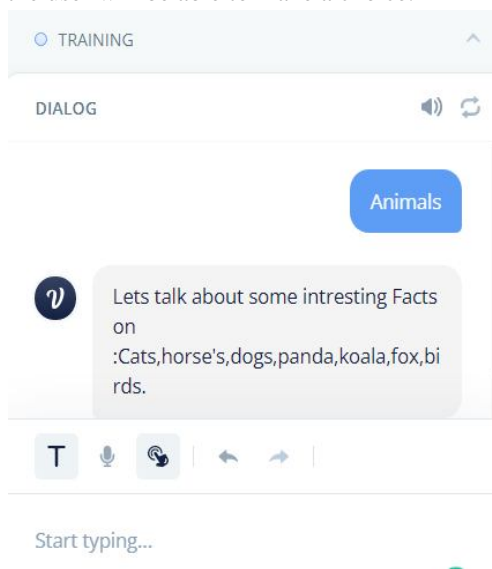 TRAINING
DIALOG
Animals
Lets talk about some intresting Facts
on
:Cats,horse's,dogs,panda,koala,fox,bi
rds.
T
Start typing...